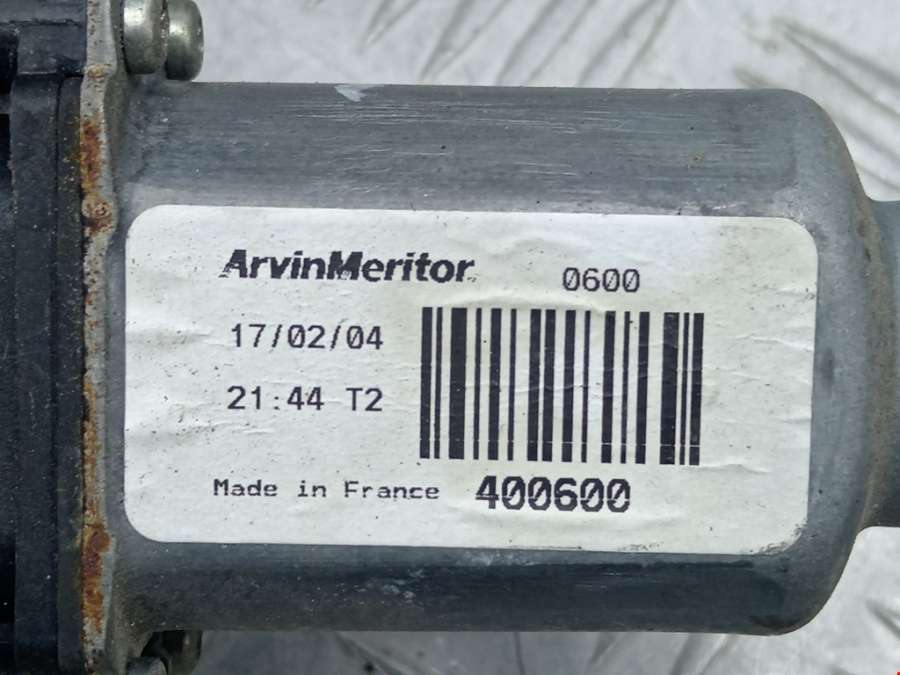 ArvinMeritor 0600
17/02/04
21:44 T2
Made in France 400600